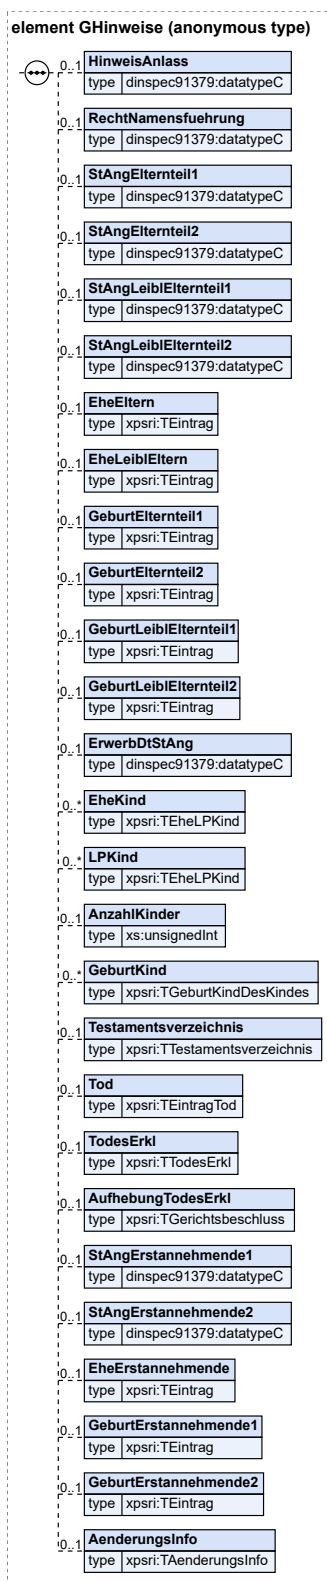 element GHinweise (anonymous type)
0..1 HinweisAnlass
type dinspec91379:datatypeC
0..1 RechtNamensfuehrung
type dinspec91379:datatypeC
0..1 StAngElternteil1
type dinspec91379:datatypeC
0..1 StAngElternteil2
type dinspec91379:datatypeC
0..1 StAngLeiblElternteil1
type dinspec91379:datatypeC
0..1 StAngLeiblElternteil2
type dinspec91379:datatypeC
0..1 EheEltern
type xpsri:TEintrag
0..1 EheLeiblEltern
type xpsri:TEintrag
0..1 GeburtElternteil1
type xpsri:TEintrag
0..1 GeburtElternteil2
type xpsri:TEintrag
0..1 GeburtLeiblElternteil1
type xpsri:TEintrag
0..1 GeburtLeiblElternteil2
type xpsri:TEintrag
0..1 ErwerbDtStAng
type dinspec91379:datatypeC
0..* EheKind
type xpsri:TEheLPKind
0..* LPKind
type xpsri:TEheLPKind
0..1 AnzahlKinder
type xs:unsignedInt
0..* GeburtKind
type xpsri:TGeburtKindDesKindes
0..1 Testamentsverzeichnis
type xpsri:TTestamentsverzeichnis
0..1 Tod
type xpsri:TEintragTod
0..1 TodesErkl
type xpsri:TTodesErkl
0..1 AufhebungTodesErkl
type xpsri:TGerichtsbeschluss
0..1 StAngErstannehmende1
type dinspec91379:datatypeC
0..1 StAngErstannehmende2
type dinspec91379:datatypeC
0..1 EheErstannehmende
type xpsri:TEintrag
0..1 GeburtErstannehmende1
type xpsri:TEintrag
0..1 GeburtErstannehmende2
type xpsri:TEintrag
0..1 AenderungsInfo
type xpsri:TAenderungsInfo